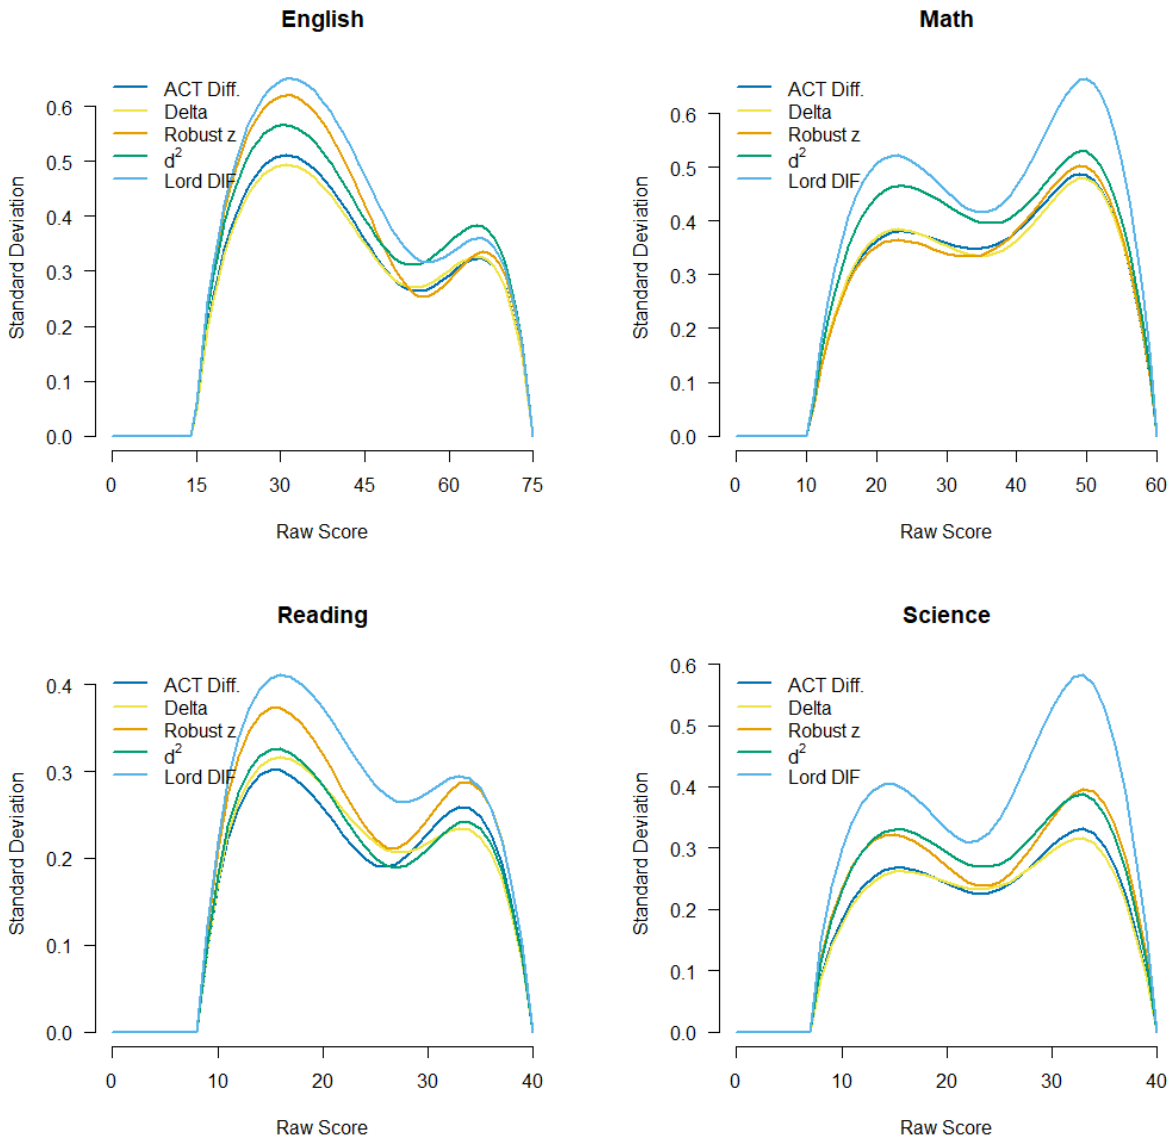 English
ACT Diff.
Delta
Robust z
d²
Lord DIF
Standard Deviation
0.6
0.5
0.4
0.3
0.2
0.1
0.0
0 15 30 45 60 75
Raw Score
Math
ACT Diff.
Delta
Robust z
d²
Lord DIF
Standard Deviation
0.6
0.5
0.4
0.3
0.2
0.1
0.0
0 10 20 30 40 50 60
Raw Score
Reading
ACT Diff.
Delta
Robust z
d²
Lord DIF
Standard Deviation
0.4
0.3
0.2
0.1
0.0
0 10 20 30 40
Raw Score
Science
ACT Diff.
Delta
Robust z
d²
Lord DIF
Standard Deviation
0.6
0.5
0.4
0.3
0.2
0.1
0.0
0 10 20 30 40
Raw Score